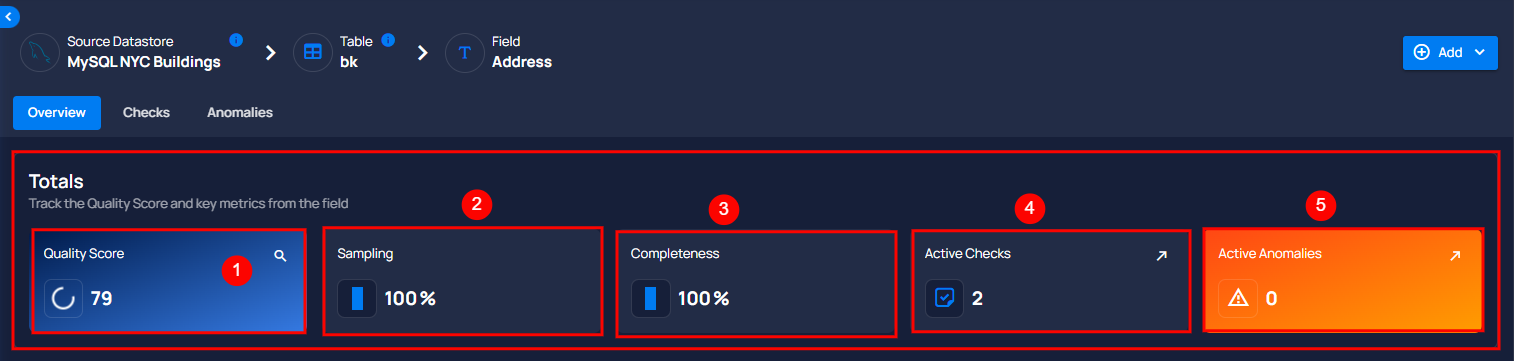 Source Datastore
MySQL NYC Buildings
Table
bk
T
Field
Address
Add
Overview
Checks
Anomalies
Totals
Track the Quality Score and key metrics from the field
1
Quality Score
79
2
Sampling
100%
3
Completeness
100%
4
Active Checks
2
5
Active Anomalies
0